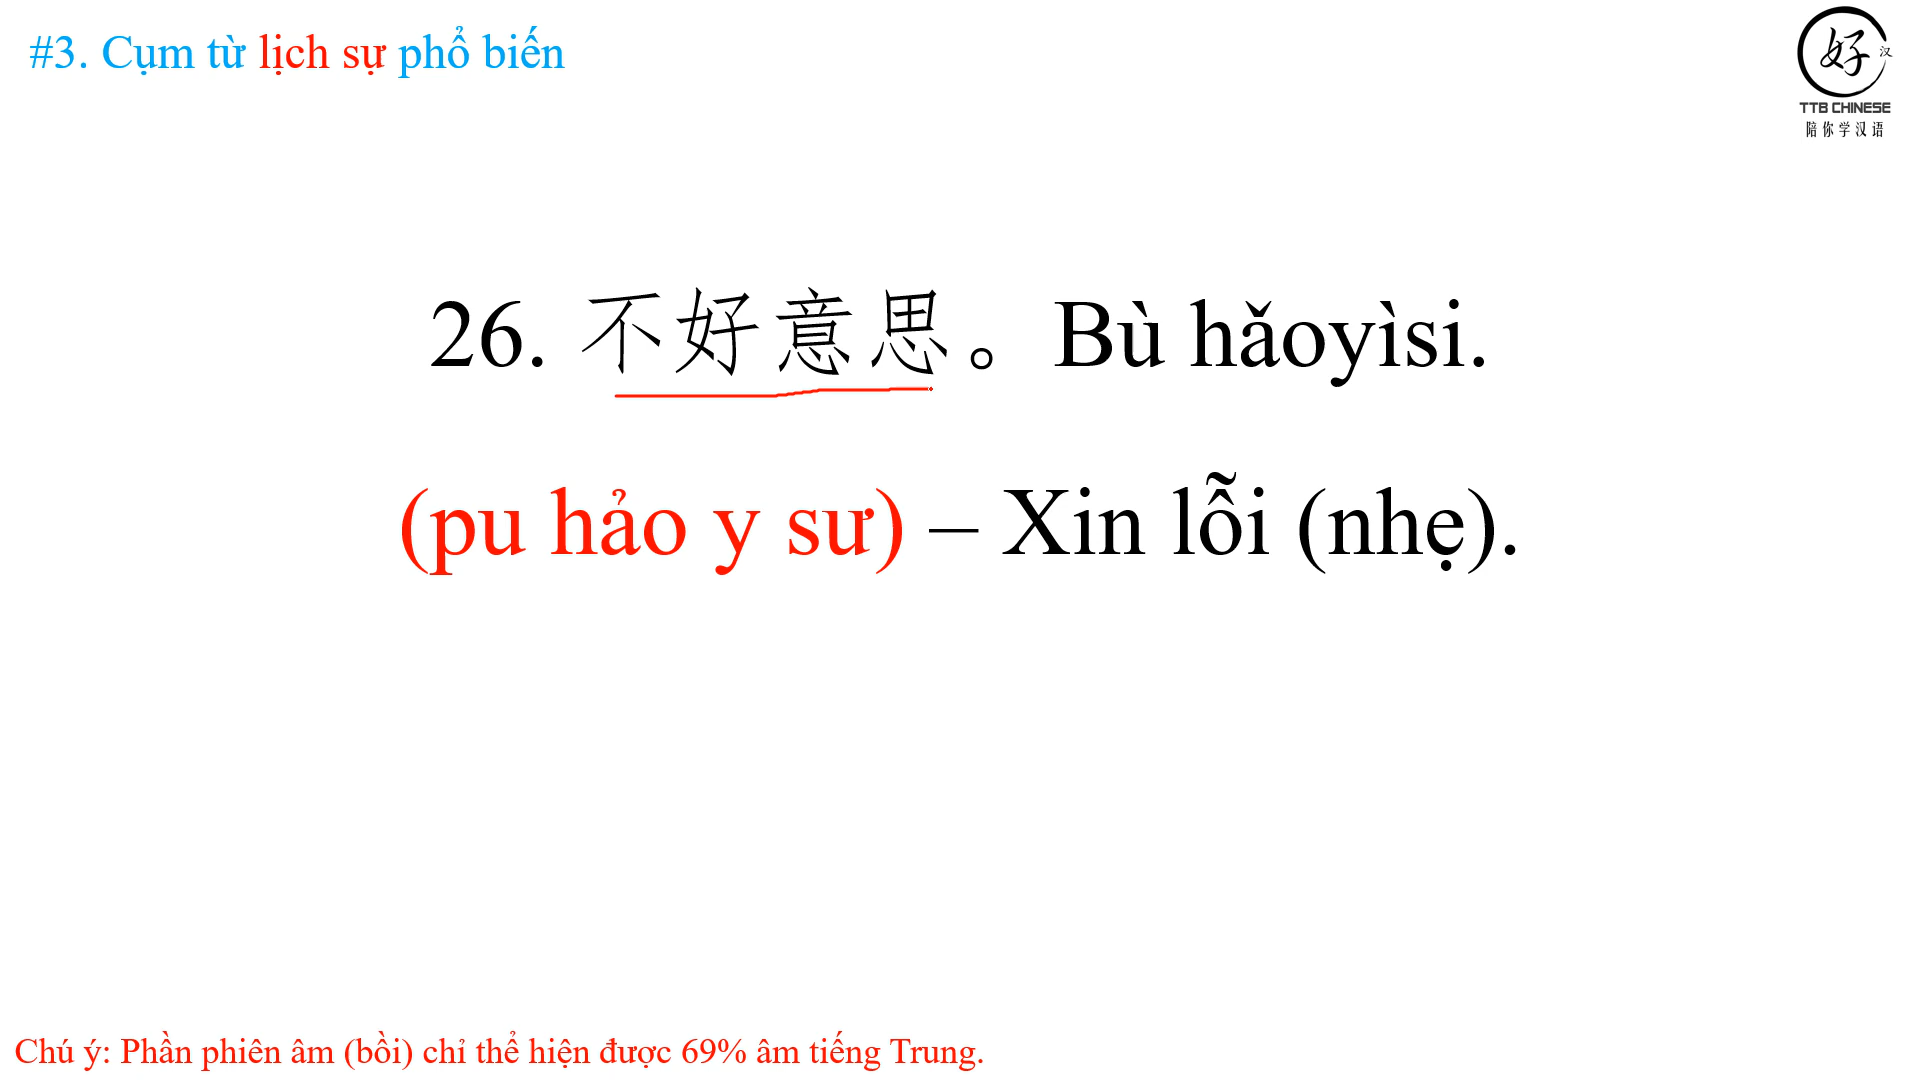 #3. Cụm từ lịch sự phổ biến
好 汉
TTB CHINESE
陪你学汉语
26. 不好意思。Bù hǎoyìsi.
(pu hảo y sư) – Xin lỗi (nhẹ).
Chú ý: Phần phiên âm (bồi) chỉ thể hiện được 69% âm tiếng Trung.